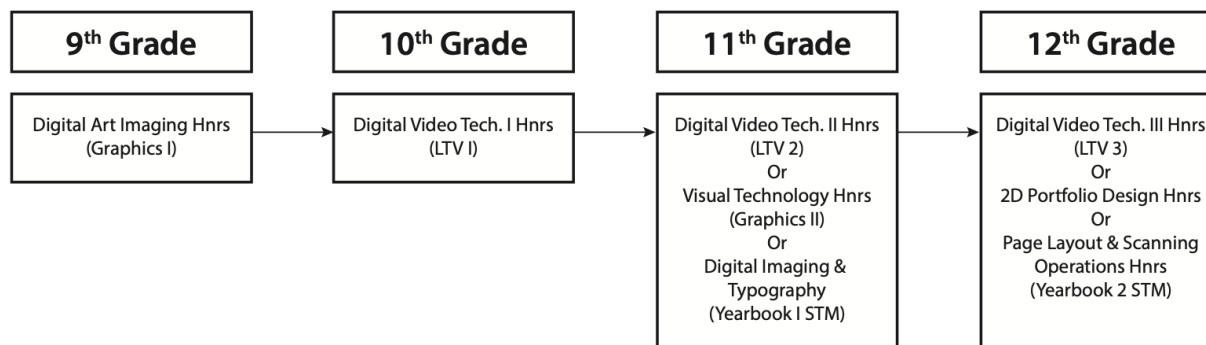 9th Grade
10th Grade
11th Grade
12th Grade
Digital Art Imaging Hnrs
(Graphics I)
Digital Video Tech. I Hnrs
(LTV I)
Digital Video Tech. II Hnrs
(LTV 2)
Or
Visual Technology Hnrs
(Graphics II)
Or
Digital Imaging &
Typography
(Yearbook I STM)
Digital Video Tech. III Hnrs
(LTV 3)
Or
2D Portfolio Design Hnrs
Or
Page Layout & Scanning
Operations Hnrs
(Yearbook 2 STM)